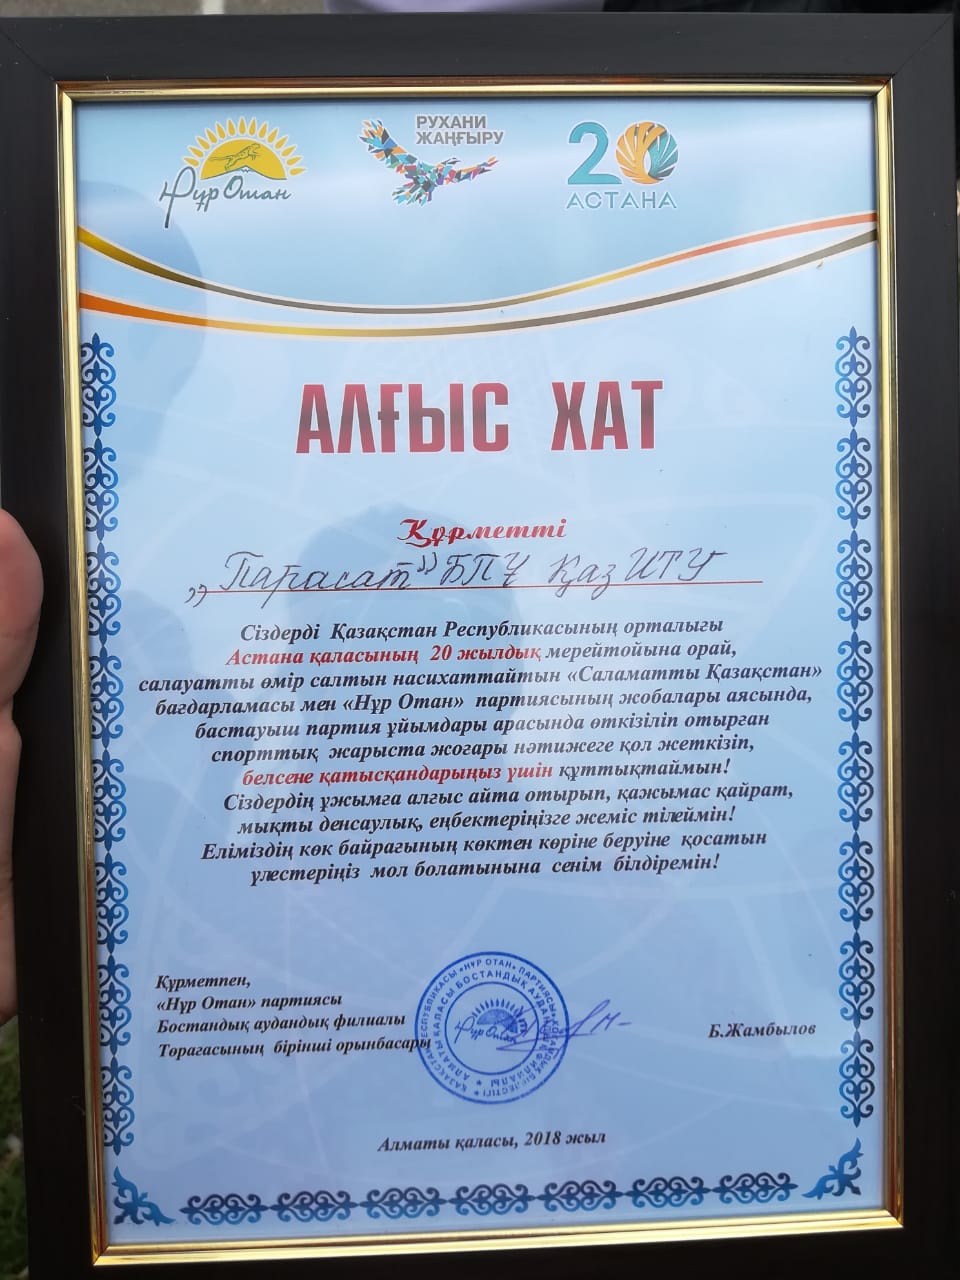 Нұр Отан
РУХАНИ
ЖАҢҒЫРУ
20
АСТАНА
АЛҒЫС ХАТ
Құрметті
„Парасат” БПҰ ҚазИТУ
Сіздерді Қазақстан Республикасының орталығы
Астана қаласының 20 жылдық мерейтойына орай,
салауатты өмір салтын насихаттайтын «Саламатты Қазақстан»
бағдарламасы мен «Нұр Отан» партиясының жобалары аясында,
бастауыш партия ұйымдары арасында өткізіліп отырған
спорттық жарыста жоғары нәтижеге қол жеткізіп,
белсене қатысқандарыңыз үшін құттықтаймын!
Сіздердің ұжымға алғыс айта отырып, қажымас қайрат,
мықты денсаулық, еңбектеріңізге жеміс тілеймін!
Еліміздің көк байрағының көктен көріне беруіне қосатын
үлестеріңіз мол болатынына сенім білдіремін!
Құрметпен,
«Нұр Отан» партиясы
Бостандық аудандық филиалы
Төрағасының бірінші орынбасары
Б.Жамбылов
Нұр Отан
Алматы қаласы, 2018 жыл